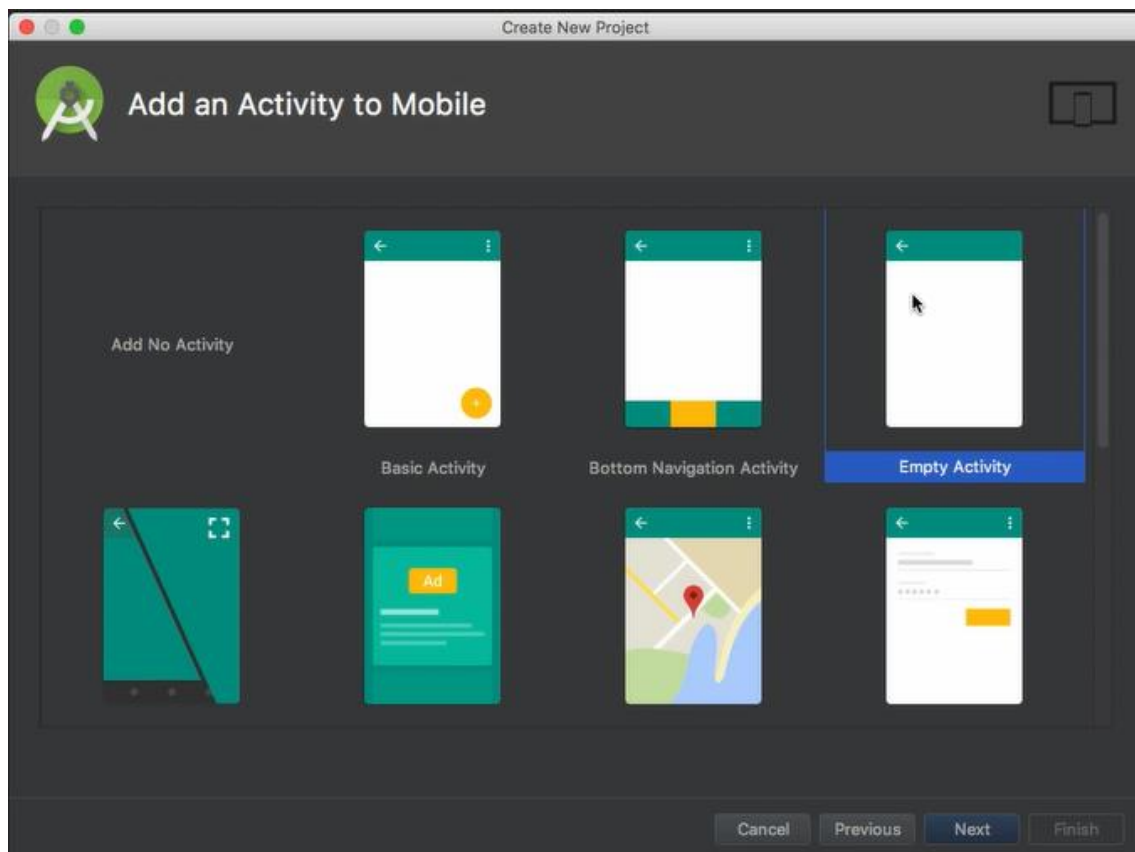 Create New Project
Add an Activity to Mobile
Add No Activity
Basic Activity
Bottom Navigation Activity
Empty Activity
Ad
Cancel
Previous
Next
Finish